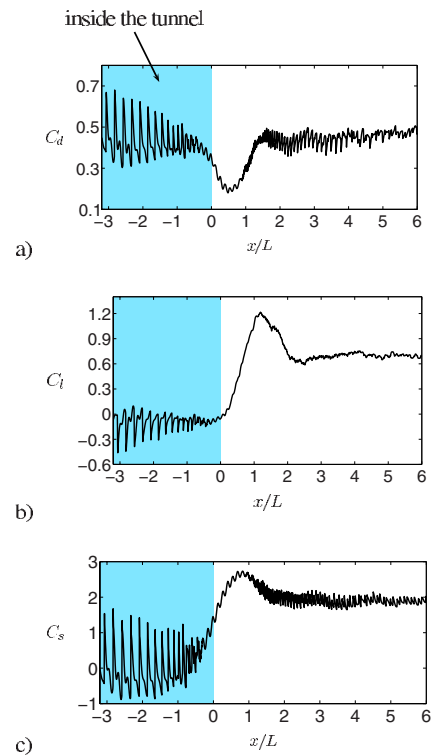 inside the tunnel
0.7
0.5
0.3
0.1
C_d
−3 −2 −1 0 1 2 3 4 5 6
x/L
a)
1.2
0.9
0.6
0.3
0
−0.3
−0.6
C_l
−3 −2 −1 0 1 2 3 4 5 6
x/L
b)
3
2
1
0
−1
C_s
−3 −2 −1 0 1 2 3 4 5 6
x/L
c)